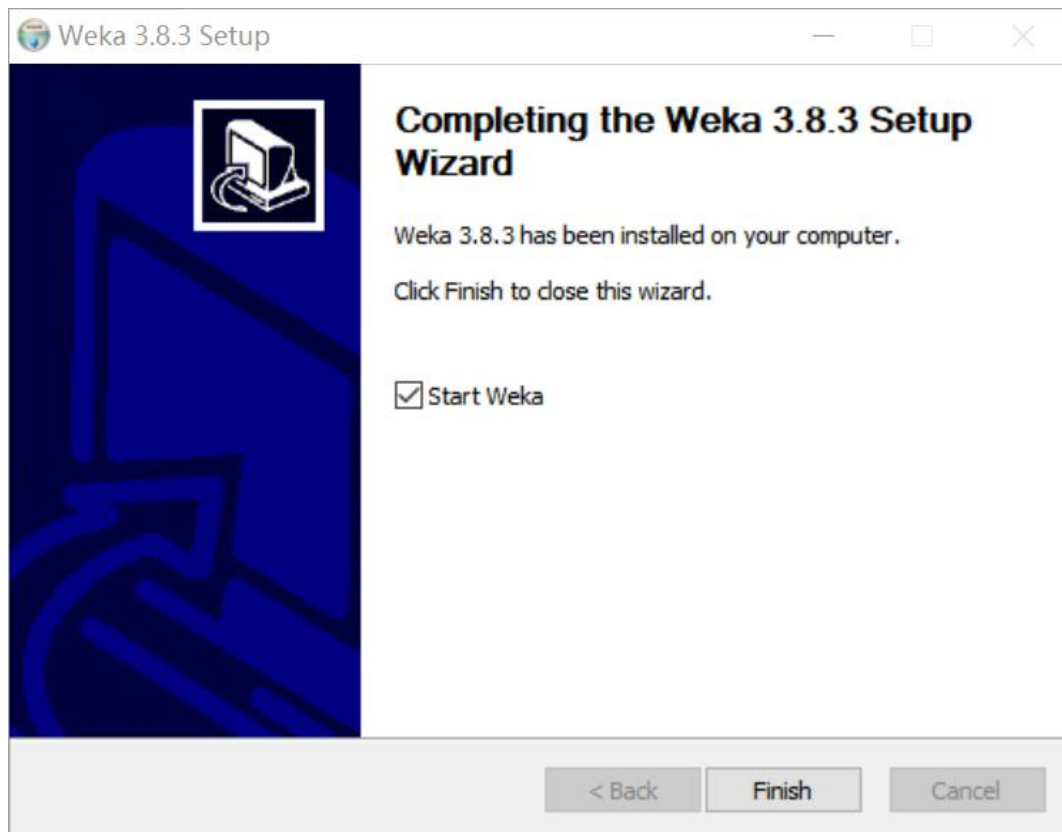 Weka 3.8.3 Setup
Completing the Weka 3.8.3 Setup
Wizard
Weka 3.8.3 has been installed on your computer.
Click Finish to close this wizard.
Start Weka
< Back
Finish
Cancel